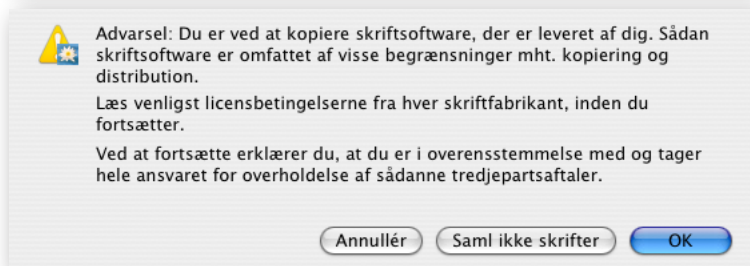 Advarsel: Du er ved at kopiere skriftsoftware, der er leveret af dig. Sådan
skriftsoftware er omfattet af visse begrænsninger mht. kopiering og
distribution.
Læs venligst licensbetingelserne fra hver skriftfabrikant, inden du
fortsætter.
Ved at fortsætte erklærer du, at du er i overensstemmelse med og tager
hele ansvaret for overholdelse af sådanne tredjepartsaftaler.
Annullér Saml ikke skrifter OK